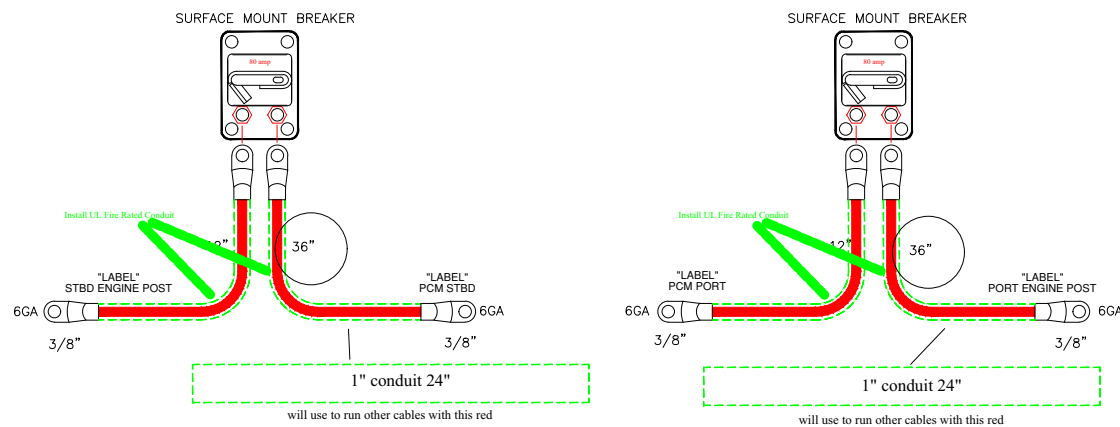 SURFACE MOUNT BREAKER
80 amp
Install UL Fire Rated Conduit
12"
36"
"LABEL"
STBD ENGINE POST
"LABEL"
PCM STBD
6GA
6GA
3/8"
3/8"
1" conduit 24"
will use to run other cables with this red
SURFACE MOUNT BREAKER
80 amp
Install UL Fire Rated Conduit
12"
36"
"LABEL"
PCM PORT
"LABEL"
PORT ENGINE POST
6GA
6GA
3/8"
3/8"
1" conduit 24"
will use to run other cables with this red